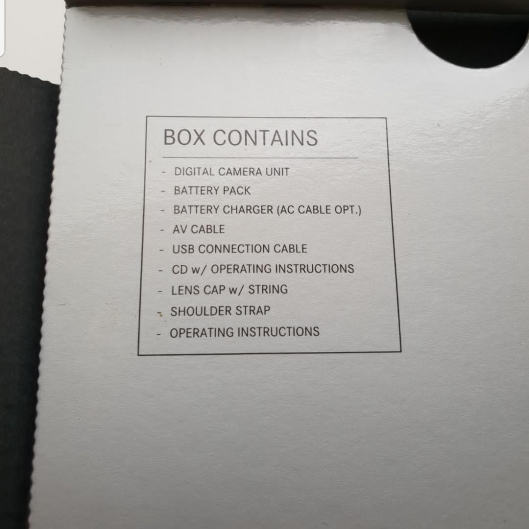 BOX CONTAINS
- DIGITAL CAMERA UNIT
- BATTERY PACK
- BATTERY CHARGER (AC CABLE OPT.)
- AV CABLE
- USB CONNECTION CABLE
- CD w/ OPERATING INSTRUCTIONS
- LENS CAP w/ STRING
- SHOULDER STRAP
- OPERATING INSTRUCTIONS